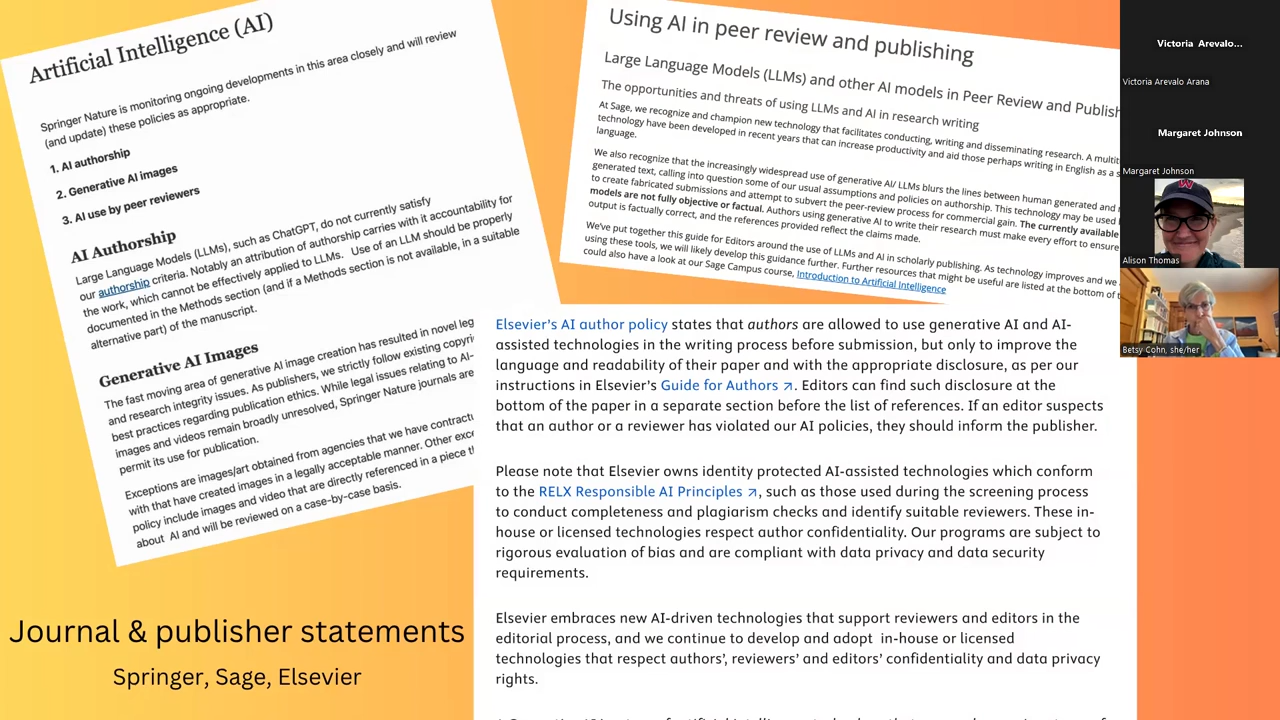 Artificial Intelligence (AI)
Springer Nature is monitoring ongoing developments in this area closely and will review
(and update) these policies as appropriate.
1. AI authorship
2. Generative AI images
3. AI use by peer reviewers
AI Authorship
Large Language Models (LLMs), such as ChatGPT, do not currently satisfy
our authorship criteria. Notably an attribution of authorship carries with it accountability for
the work, which cannot be effectively applied to LLMs. Use of an LLM should be properly
documented in the Methods section (and if a Methods section is not available, in a suitable
alternative part) of the manuscript.
Generative AI Images
The fast moving area of generative AI image creation has resulted in novel leg
and research integrity issues. As publishers, we strictly follow existing copyri
best practices regarding publication ethics. While legal issues relating to AI-
images and videos remain broadly unresolved, Springer Nature journals are
permit its use for publication.
Exceptions are images/art obtained from agencies that we have contractu
with that have created images in a legally acceptable manner. Other exce
policy include images and video that are directly referenced in a piece th
about AI and will be reviewed on a case-by-case basis.
Using AI in peer review and publishing
Large Language Models (LLMs) and other AI models in Peer Review and Publish
The opportunities and threats of using LLMs and AI in research writing
At Sage, we recognize and champion new technology that facilitates conducting, writing and disseminating research. A multit
technology have been developed in recent years that can increase productivity and aid those perhaps writing in English as a s
language.
We also recognize that the increasingly widespread use of generative AI/ LLMs blurs the lines between human generated and
generated text, calling into question some of our usual assumptions and policies on authorship. This technology may be used
to create fabricated submissions and attempt to subvert the peer-review process for commercial gain. The currently available
models are not fully objective or factual. Authors using generative AI to write their research must make every effort to ensure
output is factually correct, and the references provided reflect the claims made.
We've put together this guide for Editors around the use of LLMs and AI in scholarly publishing. As technology improves and we
using these tools, we will likely develop this guidance further. Further resources that might be useful are listed at the bottom of t
could also have a look at our Sage Campus course, Introduction to Artificial Intelligence
Elsevier's AI author policy states that authors are allowed to use generative AI and AI-
assisted technologies in the writing process before submission, but only to improve the
language and readability of their paper and with the appropriate disclosure, as per our
instructions in Elsevier's Guide for Authors ↗. Editors can find such disclosure at the
bottom of the paper in a separate section before the list of references. If an editor suspects
that an author or a reviewer has violated our AI policies, they should inform the publisher.
Please note that Elsevier owns identity protected AI-assisted technologies which conform
to the RELX Responsible AI Principles ↗, such as those used during the screening process
to conduct completeness and plagiarism checks and identify suitable reviewers. These in-
house or licensed technologies respect author confidentiality. Our programs are subject to
rigorous evaluation of bias and are compliant with data privacy and data security
requirements.
Elsevier embraces new AI-driven technologies that support reviewers and editors in the
editorial process, and we continue to develop and adopt in-house or licensed
technologies that respect authors', reviewers' and editors' confidentiality and data privacy
rights.
Journal & publisher statements
Springer, Sage, Elsevier
Victoria Arevalo...
Victoria Arevalo Arana
Margaret Johnson
Margaret Johnson
Alison Thomas
Betsy Cohn, she/her